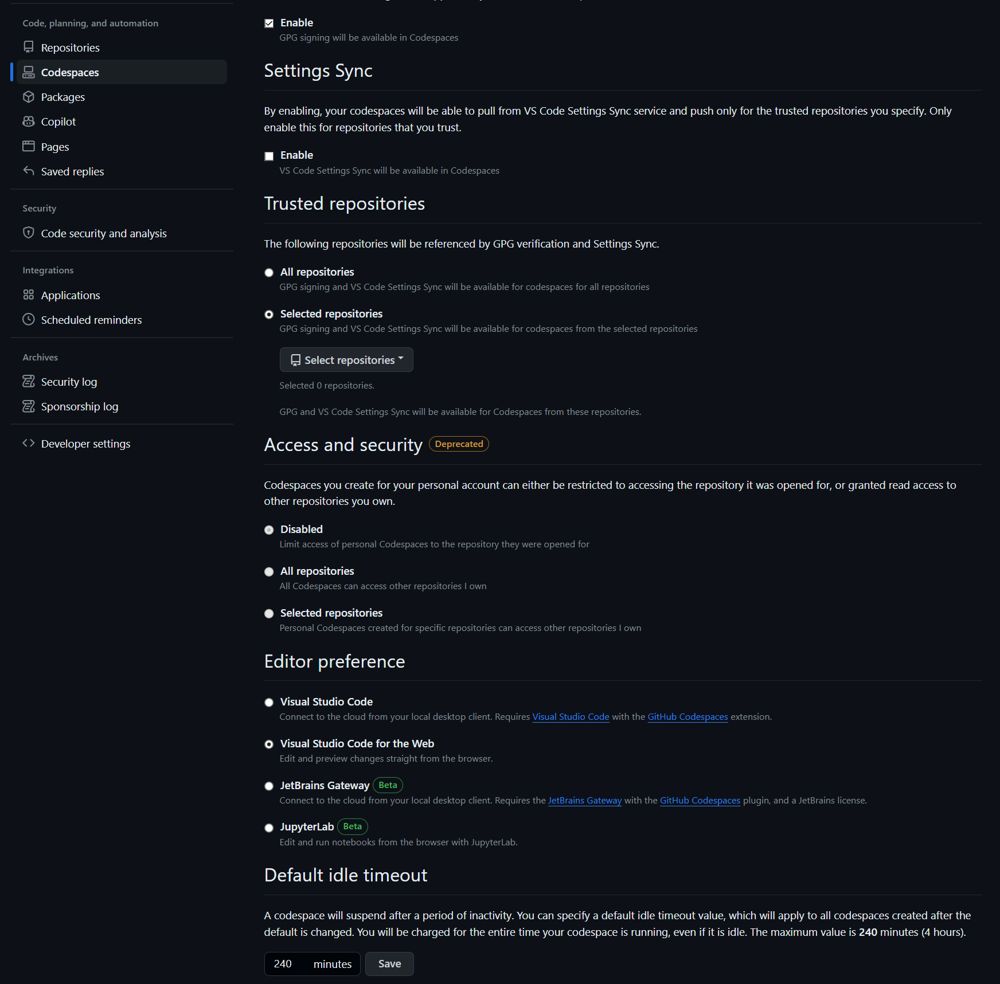 Code, planning, and automation
Repositories
Codespaces
Packages
Copilot
Pages
Saved replies
Security
Code security and analysis
Integrations
Applications
Scheduled reminders
Archives
Security log
Sponsorship log
Developer settings
Enable
GPG signing will be available in Codespaces
Settings Sync
By enabling, your codespaces will be able to pull from VS Code Settings Sync service and push only for the trusted repositories you specify. Only
enable this for repositories that you trust.
Enable
VS Code Settings Sync will be available in Codespaces
Trusted repositories
The following repositories will be referenced by GPG verification and Settings Sync.
All repositories
GPG signing and VS Code Settings Sync will be available for codespaces for all repositories
Selected repositories
GPG signing and VS Code Settings Sync will be available for codespaces from the selected repositories
Select repositories
Selected 0 repositories.
GPG and VS Code Settings Sync will be available for Codespaces from these repositories.
Access and security Deprecated
Codespaces you create for your personal account can either be restricted to accessing the repository it was opened for, or granted read access to
other repositories you own.
Disabled
Limit access of personal Codespaces to the repository they were opened for
All repositories
All Codespaces can access other repositories I own
Selected repositories
Personal Codespaces created for specific repositories can access other repositories I own
Editor preference
Visual Studio Code
Connect to the cloud from your local desktop client. Requires Visual Studio Code with the GitHub Codespaces extension.
Visual Studio Code for the Web
Edit and preview changes straight from the browser.
JetBrains Gateway Beta
Connect to the cloud from your local desktop client. Requires the JetBrains Gateway with the GitHub Codespaces plugin, and a JetBrains license.
JupyterLab Beta
Edit and run notebooks from the browser with JupyterLab.
Default idle timeout
A codespace will suspend after a period of inactivity. You can specify a default idle timeout value, which will apply to all codespaces created after the
default is changed. You will be charged for the entire time your codespace is running, even if it is idle. The maximum value is 240 minutes (4 hours).
240 minutes Save